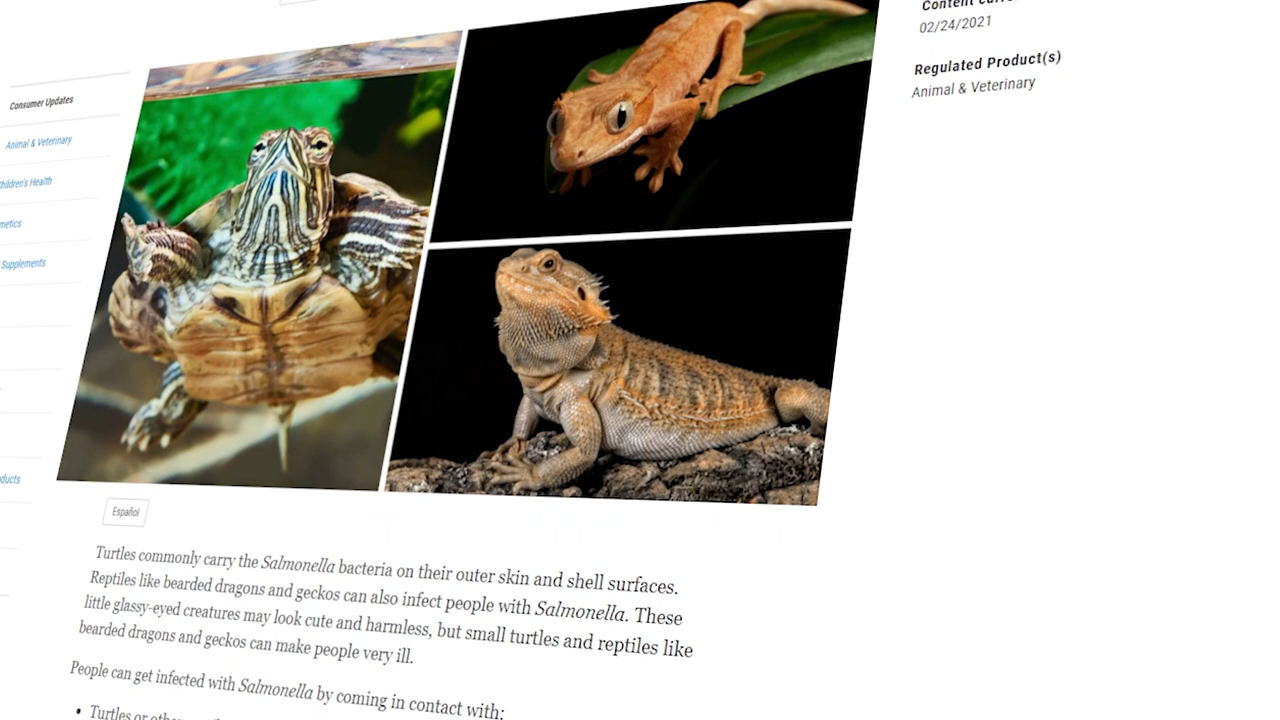 Content
02/24/2021
Regulated Product(s)
Animal & Veterinary
Consumer Updates
Animal & Veterinary
Children's Health
metics
Supplements
ducts
Español
Turtles commonly carry the Salmonella bacteria on their outer skin and shell surfaces.
Reptiles like bearded dragons and geckos can also infect people with Salmonella. These
little glassy-eyed creatures may look cute and harmless, but small turtles and reptiles like
bearded dragons and geckos can make people very ill.
People can get infected with Salmonella by coming in contact with:
• Turtles or other